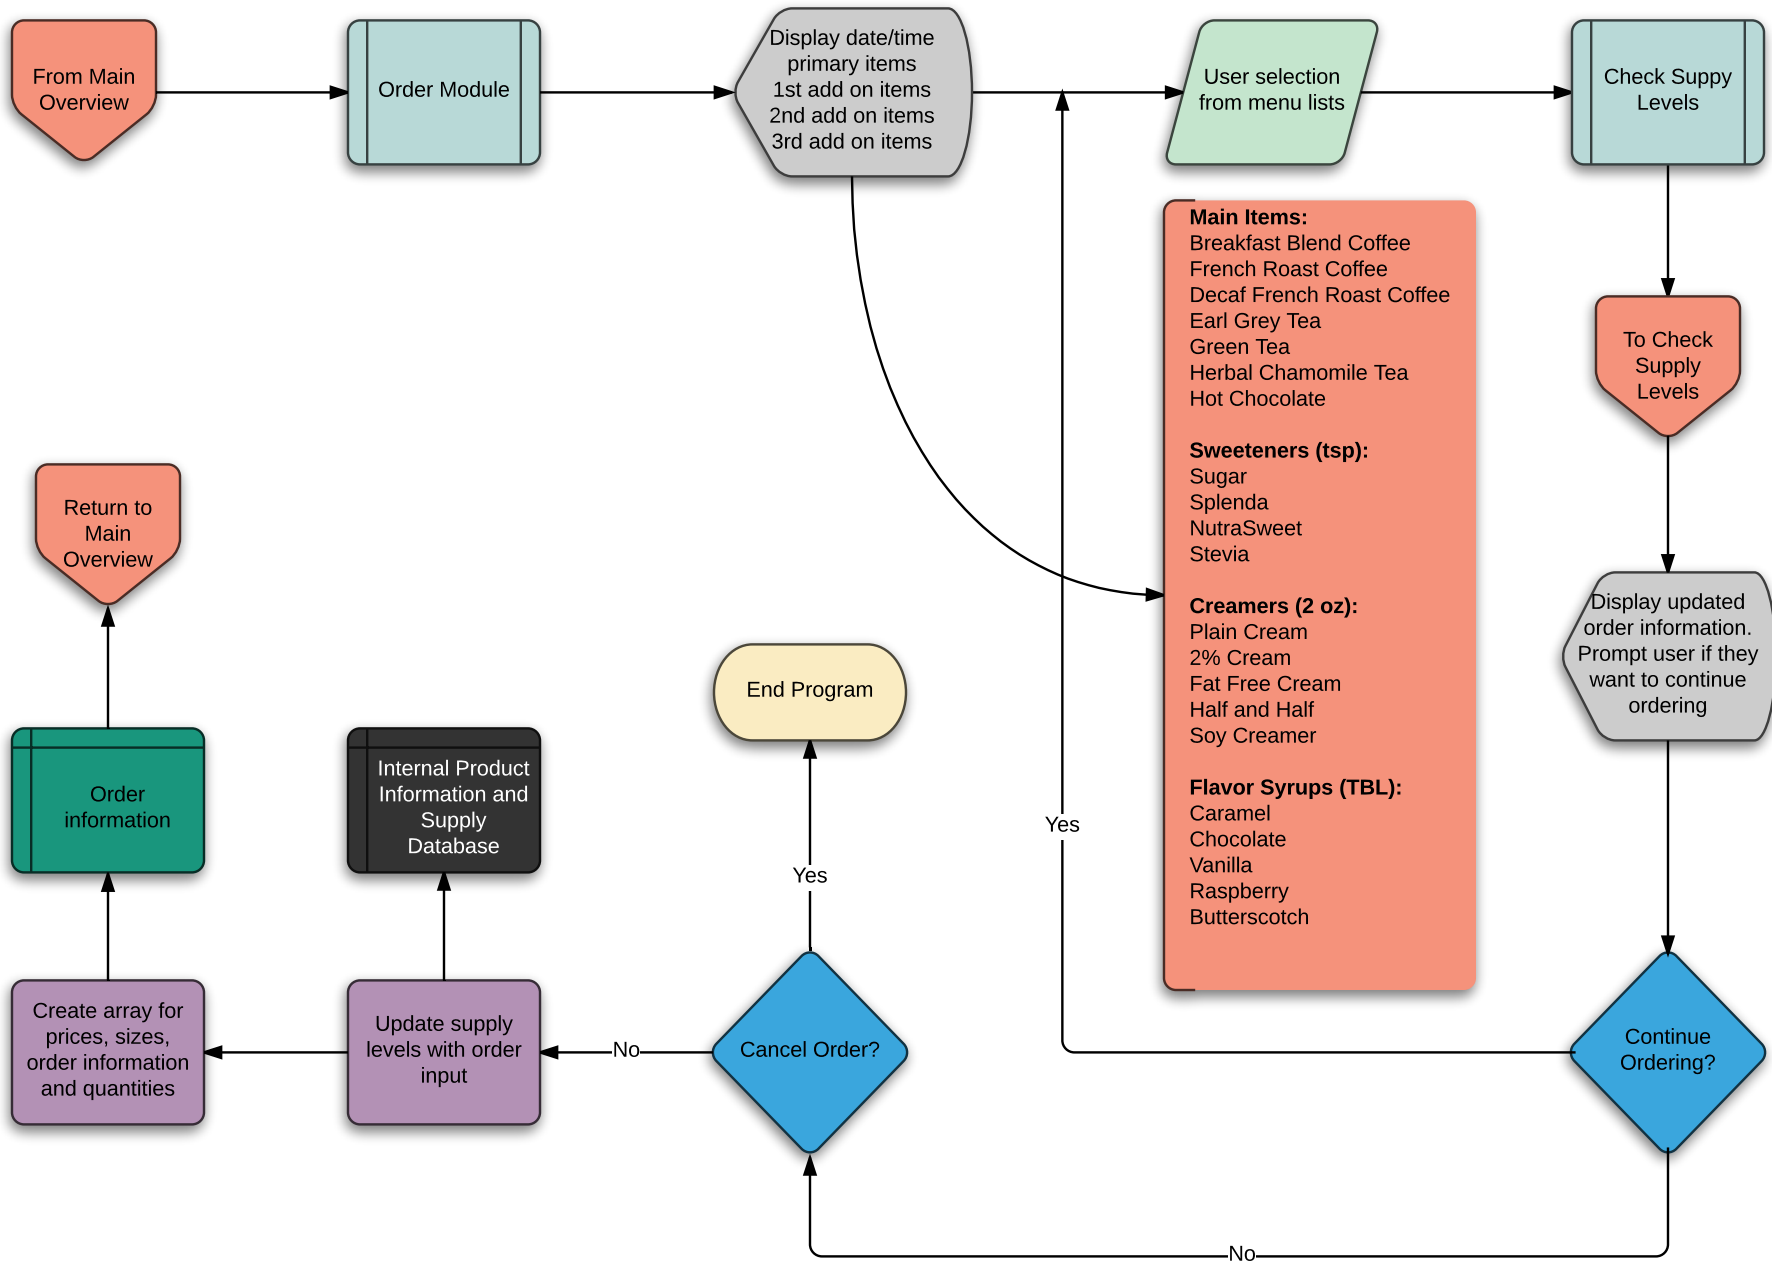 From Main
Overview
Order Module
Display date/time
primary items
1st add on items
2nd add on items
3rd add on items
User selection
from menu lists
Check Suppy
Levels
Main Items:
Breakfast Blend Coffee
French Roast Coffee
Decaf French Roast Coffee
Earl Grey Tea
Green Tea
Herbal Chamomile Tea
Hot Chocolate
Sweeteners (tsp):
Sugar
Splenda
NutraSweet
Stevia
Creamers (2 oz):
Plain Cream
2% Cream
Fat Free Cream
Half and Half
Soy Creamer
Flavor Syrups (TBL):
Caramel
Chocolate
Vanilla
Raspberry
Butterscotch
To Check
Supply
Levels
Display updated
order information.
Prompt user if they
want to continue
ordering
Continue
Ordering?
Yes
No
Cancel Order?
Yes
End Program
No
Update supply
levels with order
input
Internal Product
Information and
Supply
Database
Create array for
prices, sizes,
order information
and quantities
Order
information
Return to
Main
Overview